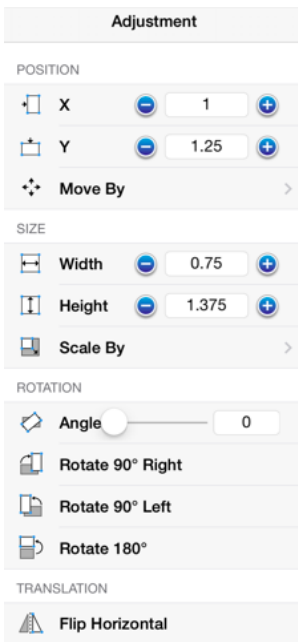 Adjustment
POSITION
X 1
Y 1.25
Move By
SIZE
Width 0.75
Height 1.375
Scale By
ROTATION
Angle 0
Rotate 90° Right
Rotate 90° Left
Rotate 180°
TRANSLATION
Flip Horizontal